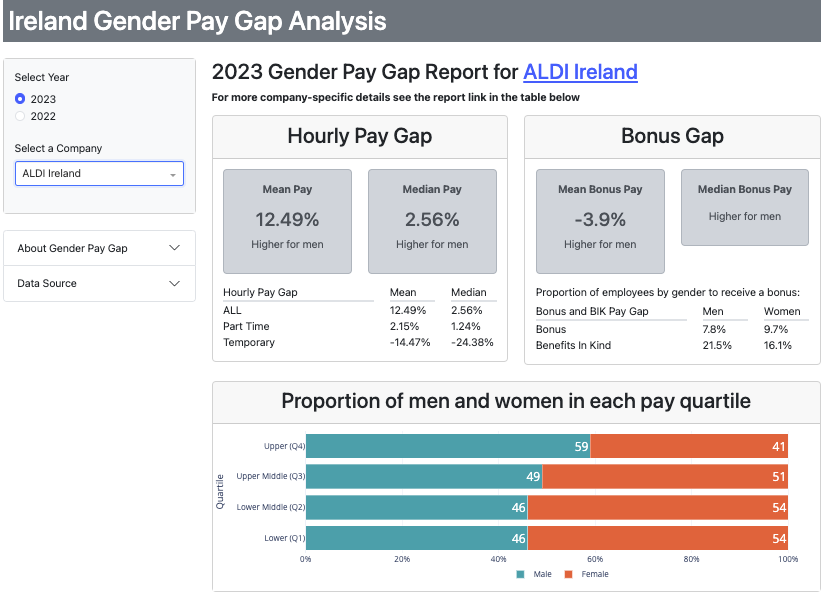 Ireland Gender Pay Gap Analysis
Select Year
2023
2022
Select a Company
ALDI Ireland
About Gender Pay Gap
Data Source
2023 Gender Pay Gap Report for ALDI Ireland
For more company-specific details see the report link in the table below
Hourly Pay Gap
Mean Pay
12.49%
Higher for men
Median Pay
2.56%
Higher for men
Hourly Pay Gap Mean Median
ALL 12.49% 2.56%
Part Time 2.15% 1.24%
Temporary -14.47% -24.38%
Bonus Gap
Mean Bonus Pay
-3.9%
Higher for men
Median Bonus Pay
Higher for men
Proportion of employees by gender to receive a bonus:
Bonus and BIK Pay Gap Men Women
Bonus 7.8% 9.7%
Benefits In Kind 21.5% 16.1%
Proportion of men and women in each pay quartile
Quartile
Upper (Q4) 59 41
Upper Middle (Q3) 49 51
Lower Middle (Q2) 46 54
Lower (Q1) 46 54
0% 20% 40% 60% 80% 100%
Male Female